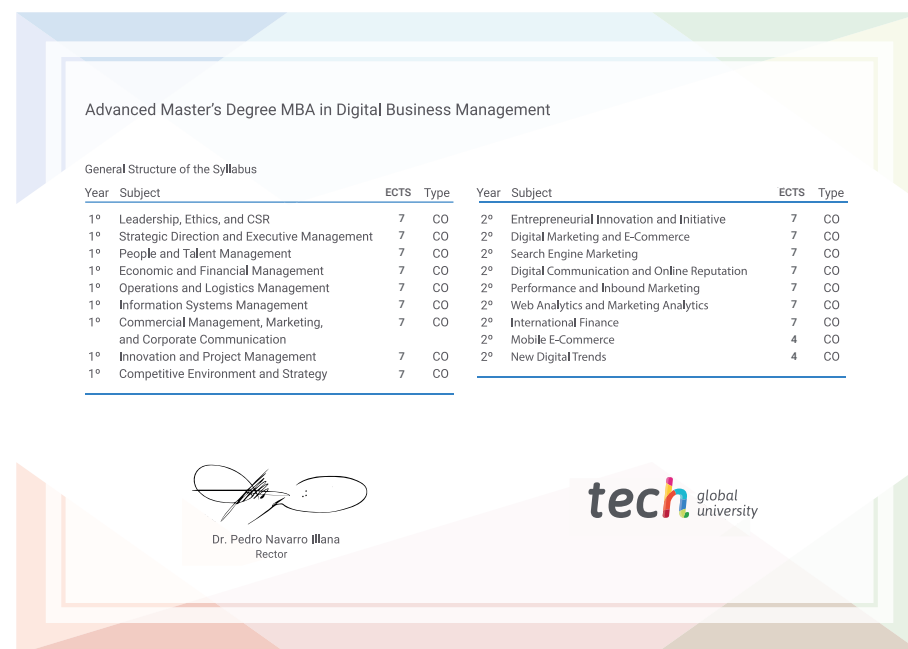 Advanced Master's Degree MBA in Digital Business Management
General Structure of the Syllabus
Year Subject ECTS Type
1º Leadership, Ethics, and CSR 7 CO
1º Strategic Direction and Executive Management 7 CO
1º People and Talent Management 7 CO
1º Economic and Financial Management 7 CO
1º Operations and Logistics Management 7 CO
1º Information Systems Management 7 CO
1º Commercial Management, Marketing, 7 CO
and Corporate Communication
1º Innovation and Project Management 7 CO
1º Competitive Environment and Strategy 7 CO
Year Subject ECTS Type
2º Entrepreneurial Innovation and Initiative 7 CO
2º Digital Marketing and E-Commerce 7 CO
2º Search Engine Marketing 7 CO
2º Digital Communication and Online Reputation 7 CO
2º Performance and Inbound Marketing 7 CO
2º Web Analytics and Marketing Analytics 7 CO
2º International Finance 7 CO
2º Mobile E-Commerce 4 CO
2º New Digital Trends 4 CO
Dr. Pedro Navarro Illana
Rector
tech global
university